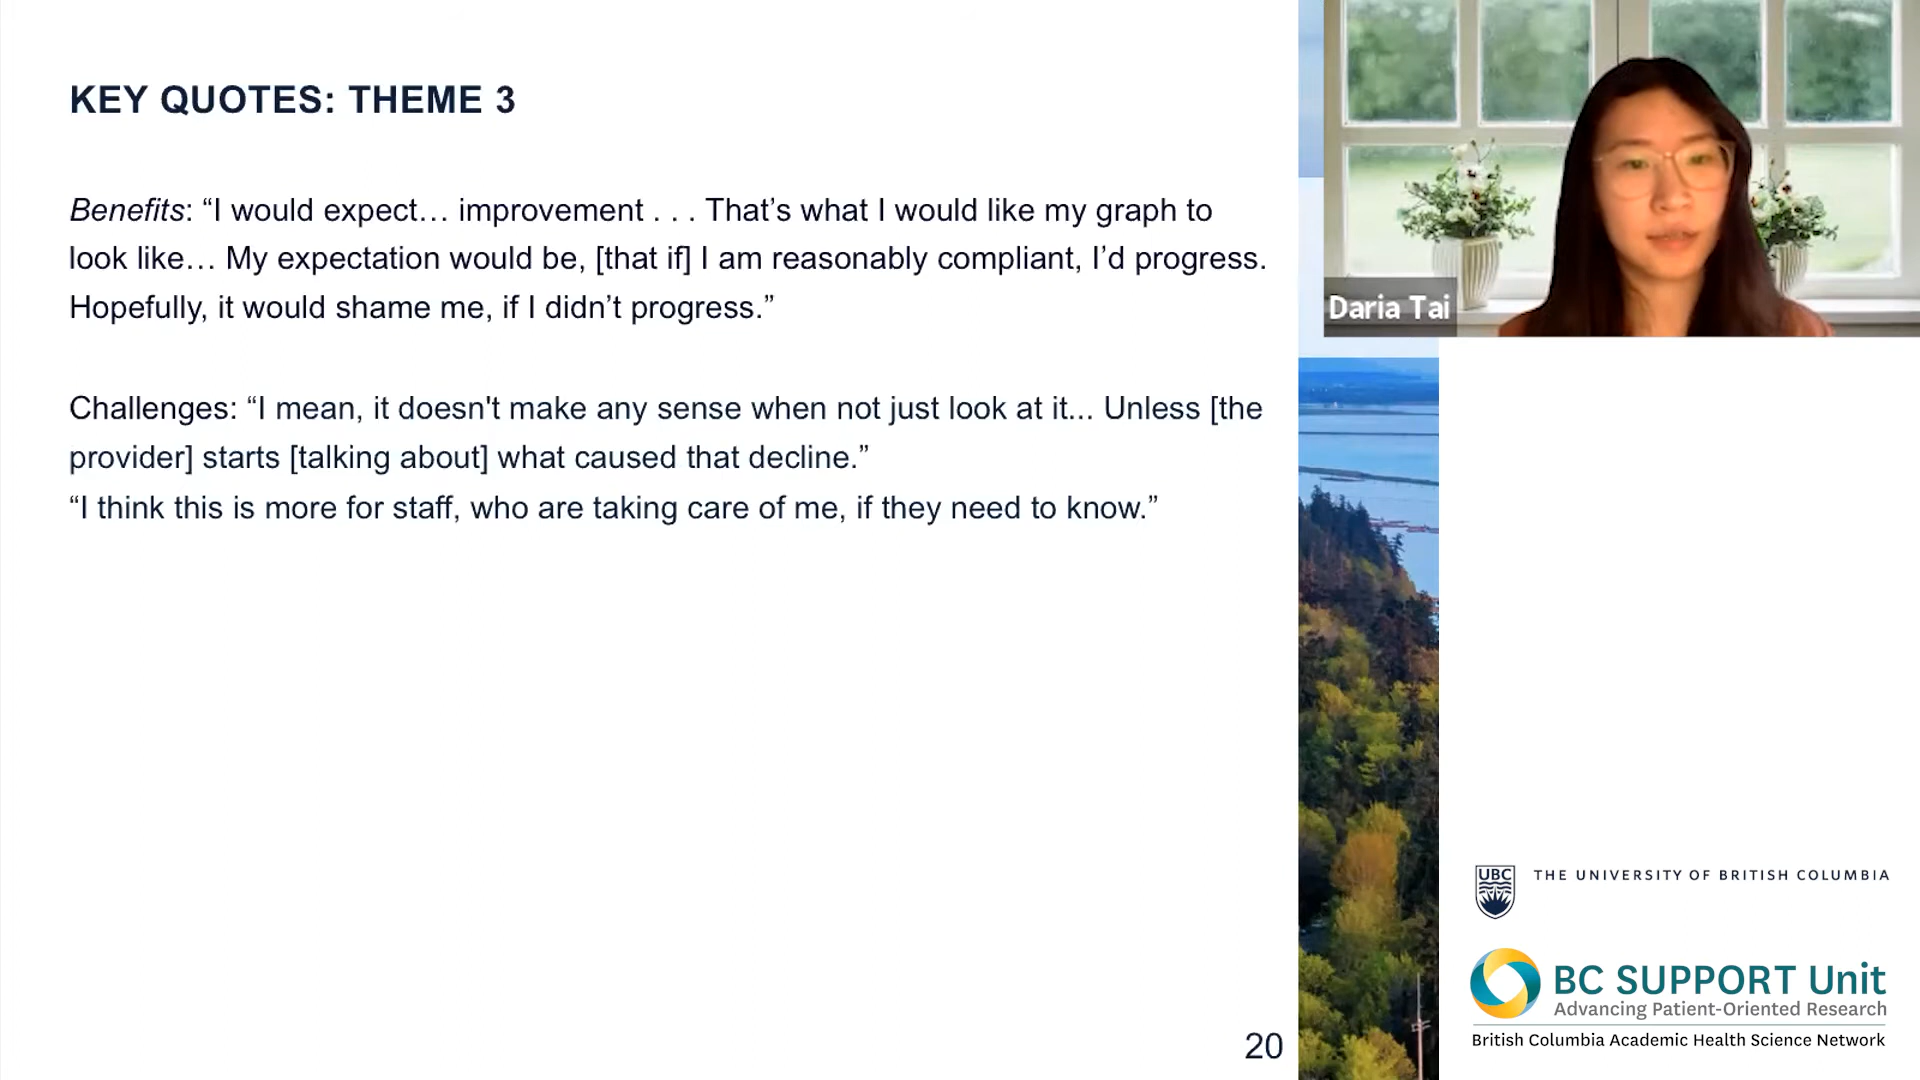 KEY QUOTES: THEME 3
Benefits: “I would expect… improvement . . . That’s what I would like my graph to
look like… My expectation would be, [that if] I am reasonably compliant, I’d progress.
Hopefully, it would shame me, if I didn’t progress.”
Challenges: “I mean, it doesn't make any sense when not just look at it... Unless [the
provider] starts [talking about] what caused that decline.”
“I think this is more for staff, who are taking care of me, if they need to know.”
20
Daria Tai
UBC
THE UNIVERSITY OF BRITISH COLUMBIA
BC SUPPORT Unit
Advancing Patient-Oriented Research
British Columbia Academic Health Science Network